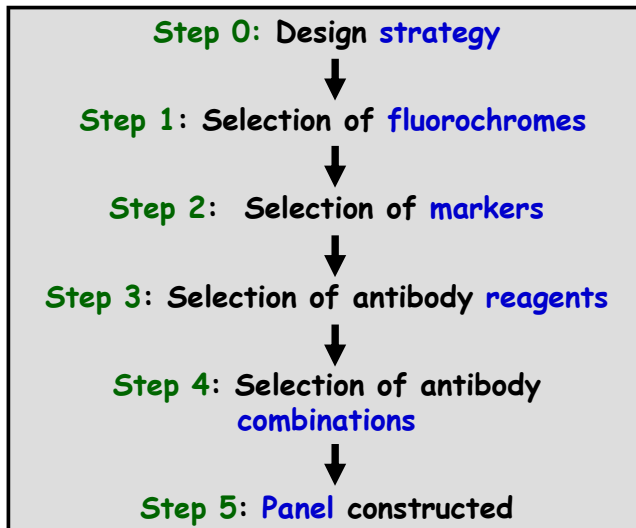 Step 0: Design strategy
Step 1: Selection of fluorochromes
Step 2: Selection of markers
Step 3: Selection of antibody reagents
Step 4: Selection of antibody
combinations
Step 5: Panel constructed